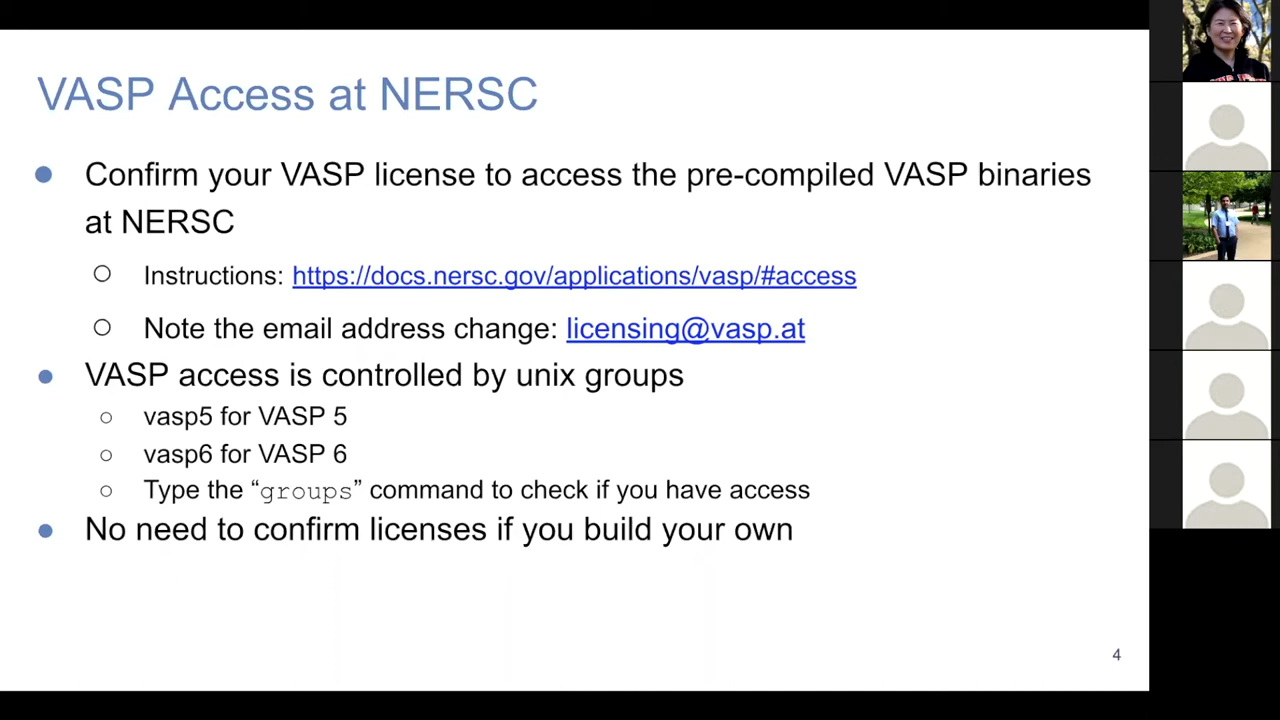 VASP Access at NERSC
● Confirm your VASP license to access the pre-compiled VASP binaries
at NERSC
○ Instructions: https://docs.nersc.gov/applications/vasp/#access
○ Note the email address change: licensing@vasp.at
● VASP access is controlled by unix groups
○ vasp5 for VASP 5
○ vasp6 for VASP 6
○ Type the “groups” command to check if you have access
● No need to confirm licenses if you build your own
4